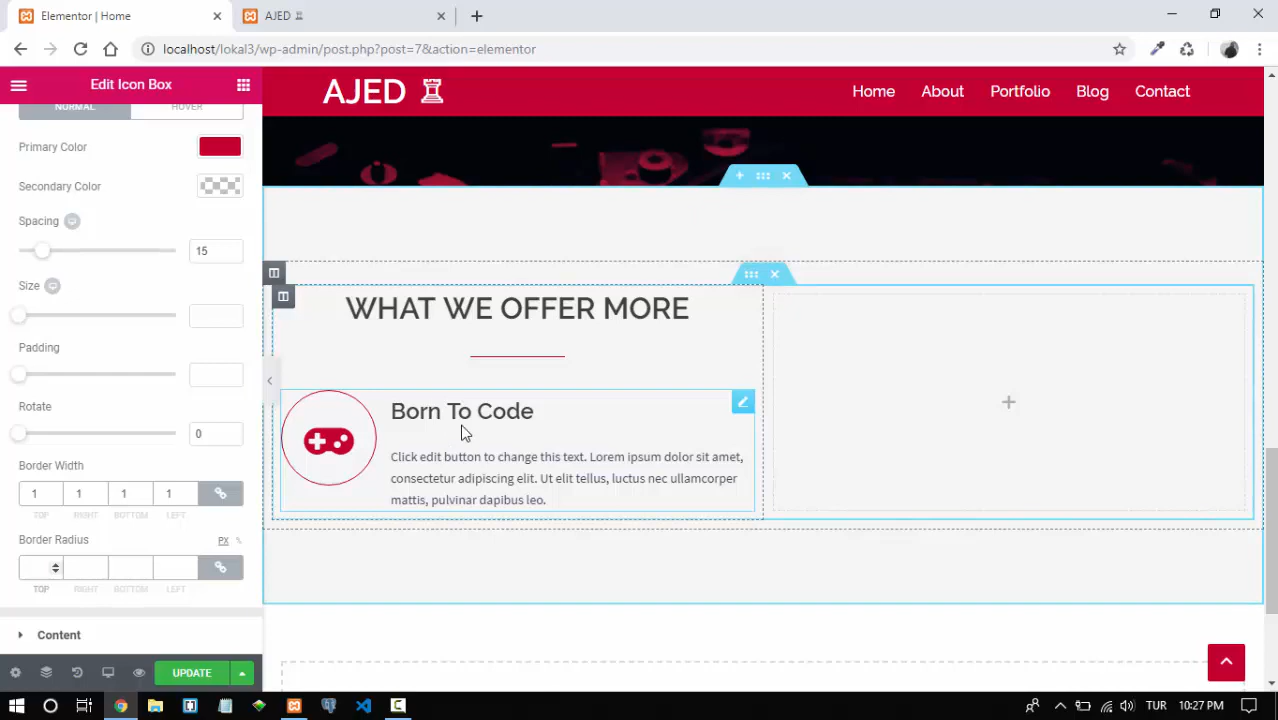 Elementor | Home
AJED
localhost/lokal3/wp-admin/post.php?post=7&action=elementor
Edit Icon Box
AJED
Home
About
Portfolio
Blog
Contact
NORMAL
HOVER
Primary Color
Secondary Color
Spacing
15
Size
Padding
Rotate
0
Border Width
1 1 1 1
TOP RIGHT BOTTOM LEFT
Border Radius
PX %
TOP RIGHT BOTTOM LEFT
Content
UPDATE
WHAT WE OFFER MORE
Born To Code
Click edit button to change this text. Lorem ipsum dolor sit amet,
consectetur adipiscing elit. Ut elit tellus, luctus nec ullamcorper
mattis, pulvinar dapibus leo.
TUR
10:27 PM